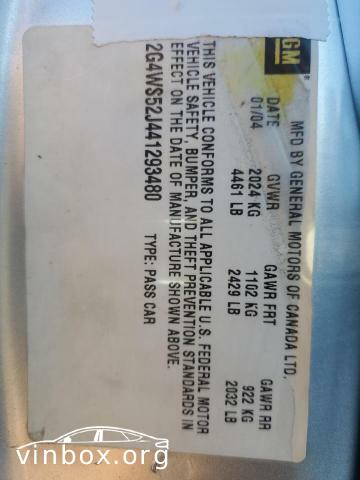 GM
®
MFD BY GENERAL MOTORS OF CANADA LTD.
DATE GVWR GAWR FRT GAWR RR
01/04 2024 KG 1102 KG 922 KG
4461 LB 2429 LB 2032 LB
THIS VEHICLE CONFORMS TO ALL APPLICABLE U.S. FEDERAL MOTOR
VEHICLE SAFETY, BUMPER, AND THEFT PREVENTION STANDARDS IN
EFFECT ON THE DATE OF MANUFACTURE SHOWN ABOVE.
2G4WS52J441293480 TYPE: PASS CAR
vinbox.org